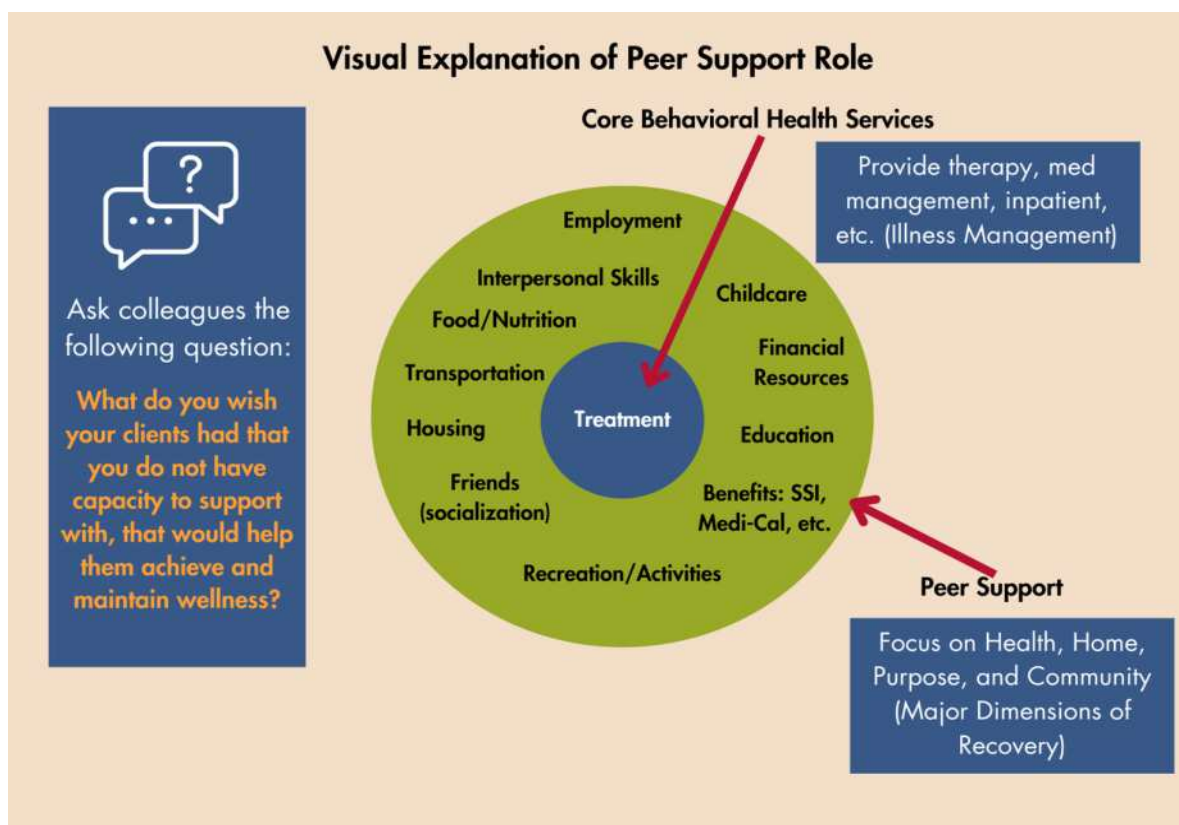 Visual Explanation of Peer Support Role
?
...
Ask colleagues the
following question:
What do you wish
your clients had that
you do not have
capacity to support
with, that would help
them achieve and
maintain wellness?
Core Behavioral Health Services
Provide therapy, med
management, inpatient,
etc. (Illness Management)
Employment
Interpersonal Skills
Childcare
Food/Nutrition
Financial
Resources
Transportation
Treatment
Housing
Education
Friends
(socialization)
Benefits: SSI,
Medi-Cal, etc.
Recreation/Activities
Peer Support
Focus on Health, Home,
Purpose, and Community
(Major Dimensions of
Recovery)